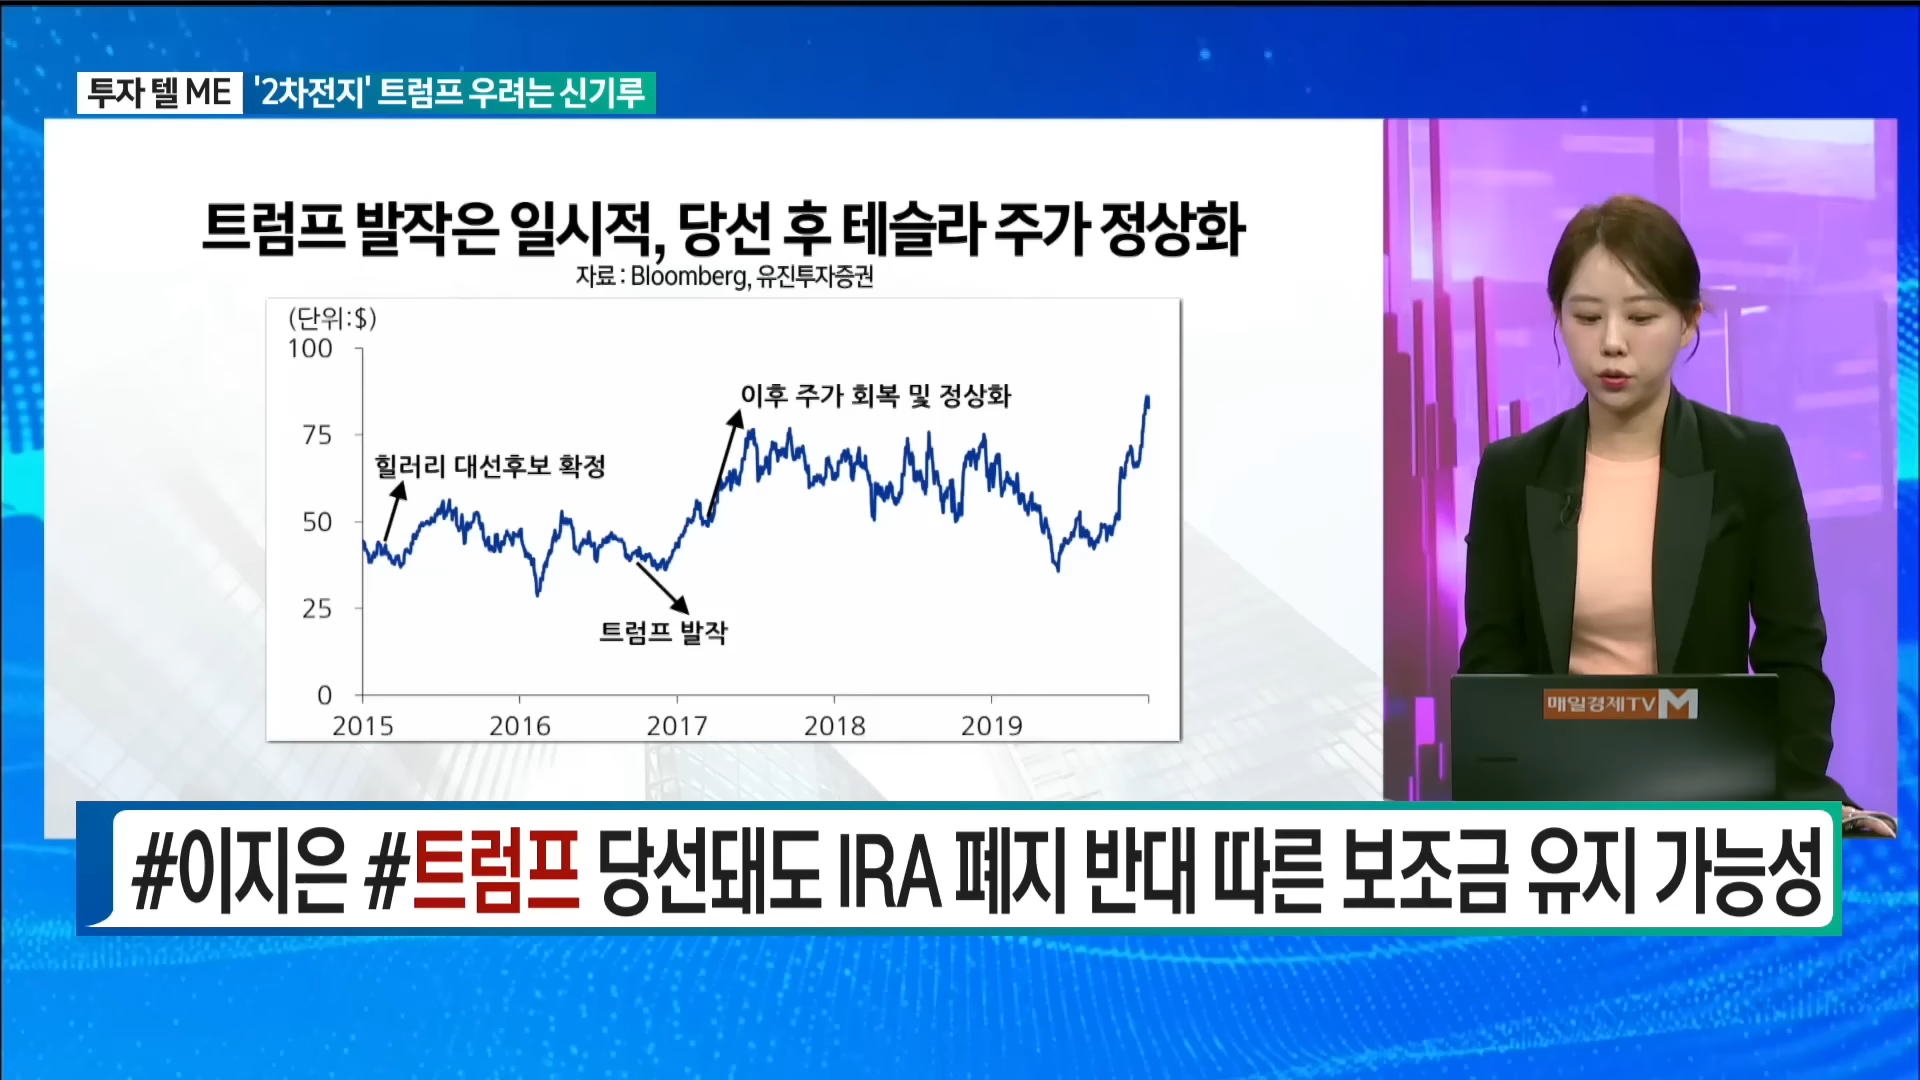 투자 텔 ME '2차전지' 트럼프 우려는 신기루
트럼프 발작은 일시적, 당선 후 테슬라 주가 정상화
자료 : Bloomberg, 유진투자증권
(단위:$)
100
이후 주가 회복 및 정상화
75
힐러리 대선후보 확정
50
25
트럼프 발작
0
2015 2016 2017 2018 2019
매일경제TV M
#이지은 #트럼프 당선돼도 IRA 폐지 반대 따른 보조금 유지 가능성